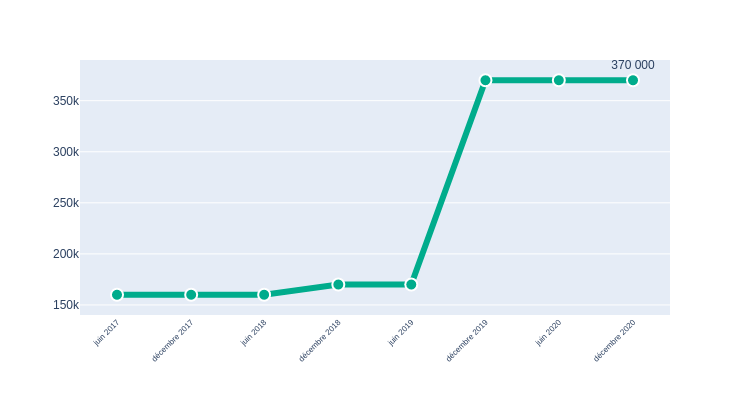 370 000
350k
300k
250k
200k
150k
juin 2017
décembre 2017
juin 2018
décembre 2018
juin 2019
décembre 2019
juin 2020
décembre 2020